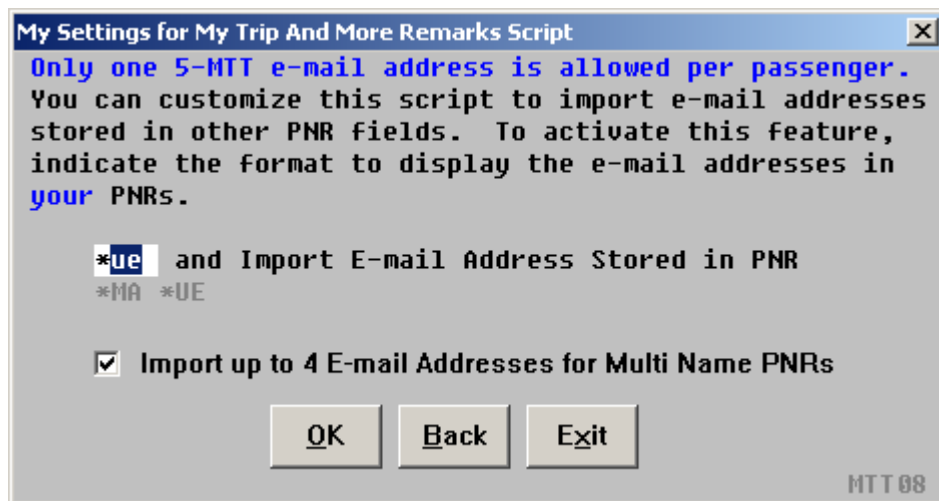 My Settings for My Trip And More Remarks Script
Only one 5-MTT e-mail address is allowed per passenger.
You can customize this script to import e-mail addresses
stored in other PNR fields. To activate this feature,
indicate the format to display the e-mail addresses in
your PNRs.
*ue and Import E-mail Address Stored in PNR
*MA *UE
Import up to 4 E-mail Addresses for Multi Name PNRs
OK Back Exit
MTT08